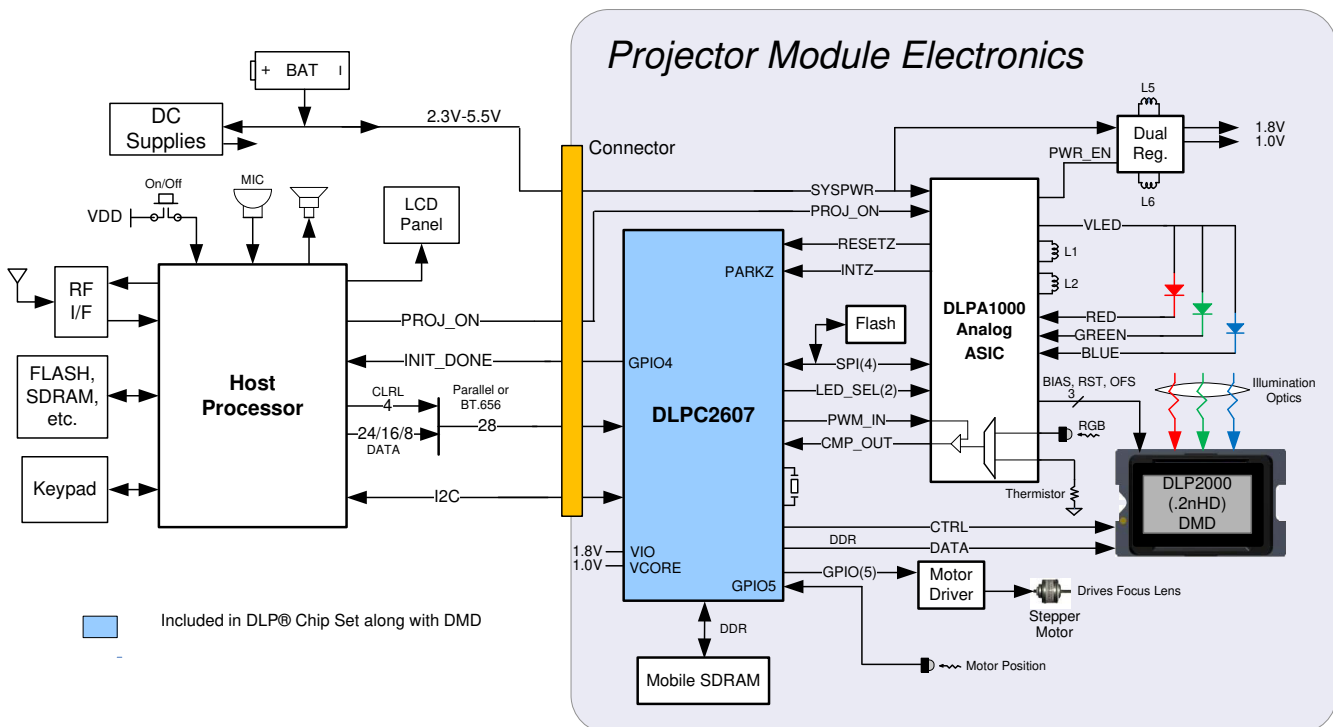 Projector Module Electronics
+ BAT I
DC
Supplies
2.3V-5.5V
Connector
L5
Dual
Reg.
L6
1.8V
1.0V
PWR_EN
On/Off
VDD
MIC
LCD
Panel
SYSPWR
PROJ_ON
VLED
RESETZ
PARKZ
INTZ
L1
L2
DLPA1000
Analog
ASIC
RF
I/F
PROJ_ON
Flash
RED
GREEN
BLUE
INIT_DONE
GPIO4
SPI(4)
FLASH,
SDRAM,
etc.
Host
Processor
CLRL
4
Parallel or
BT.656
28
24/16/8
DATA
DLPC2607
LED_SEL(2)
PWM_IN
CMP_OUT
BIAS, RST, OFS
3
Illumination
Optics
RGB
Thermistor
Keypad
I2C
DLP2000
(.2nHD)
DMD
CTRL
DDR
DATA
1.8V
VIO
1.0V
VCORE
GPIO(5)
GPIO5
Motor
Driver
Drives Focus Lens
Stepper
Motor
Included in DLP® Chip Set along with DMD
DDR
Mobile SDRAM
Motor Position